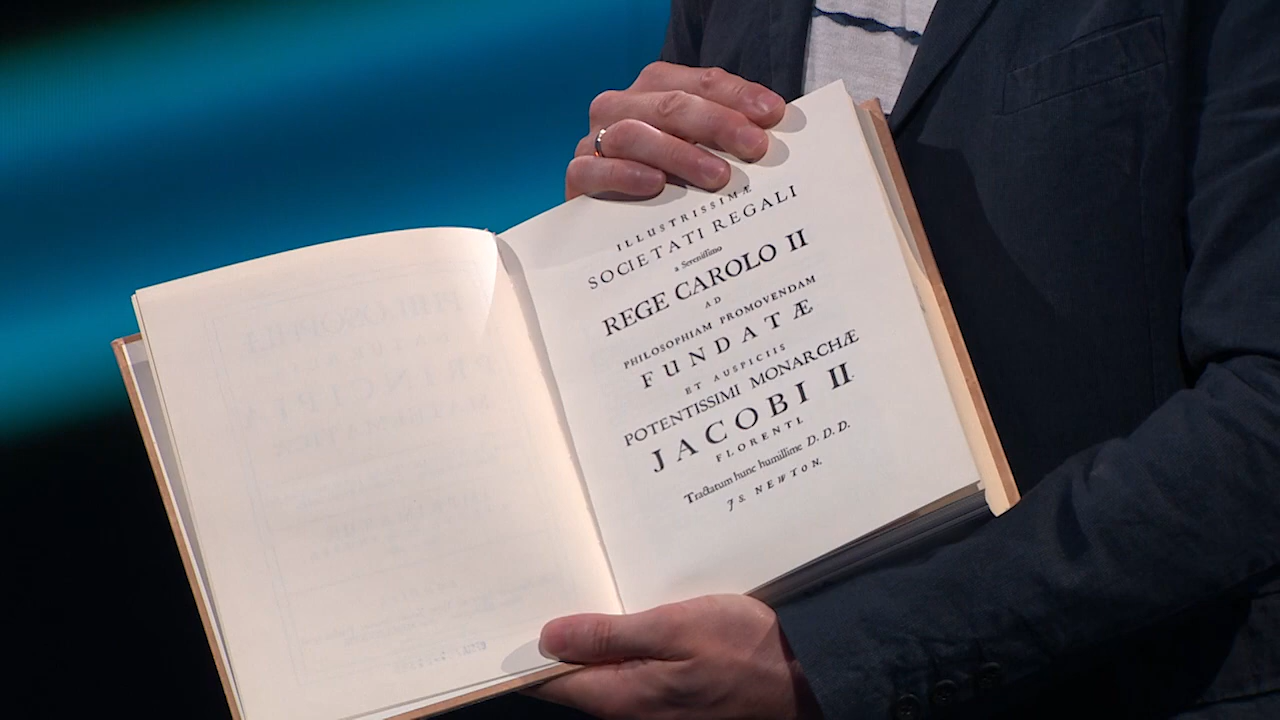 ILLUSTRISSIMÆ
SOCIETATI REGALI
a Serenissimo
REGE CAROLO II
AD
PHILOSOPHIAM PROMOVENDAM
FUNDATÆ
ET AUSPICIIS
POTENTISSIMI MONARCHÆ
JACOBI II.
FLORENTI.
Tractatum hunc humillime D.D.D.
JS. NEWTON.